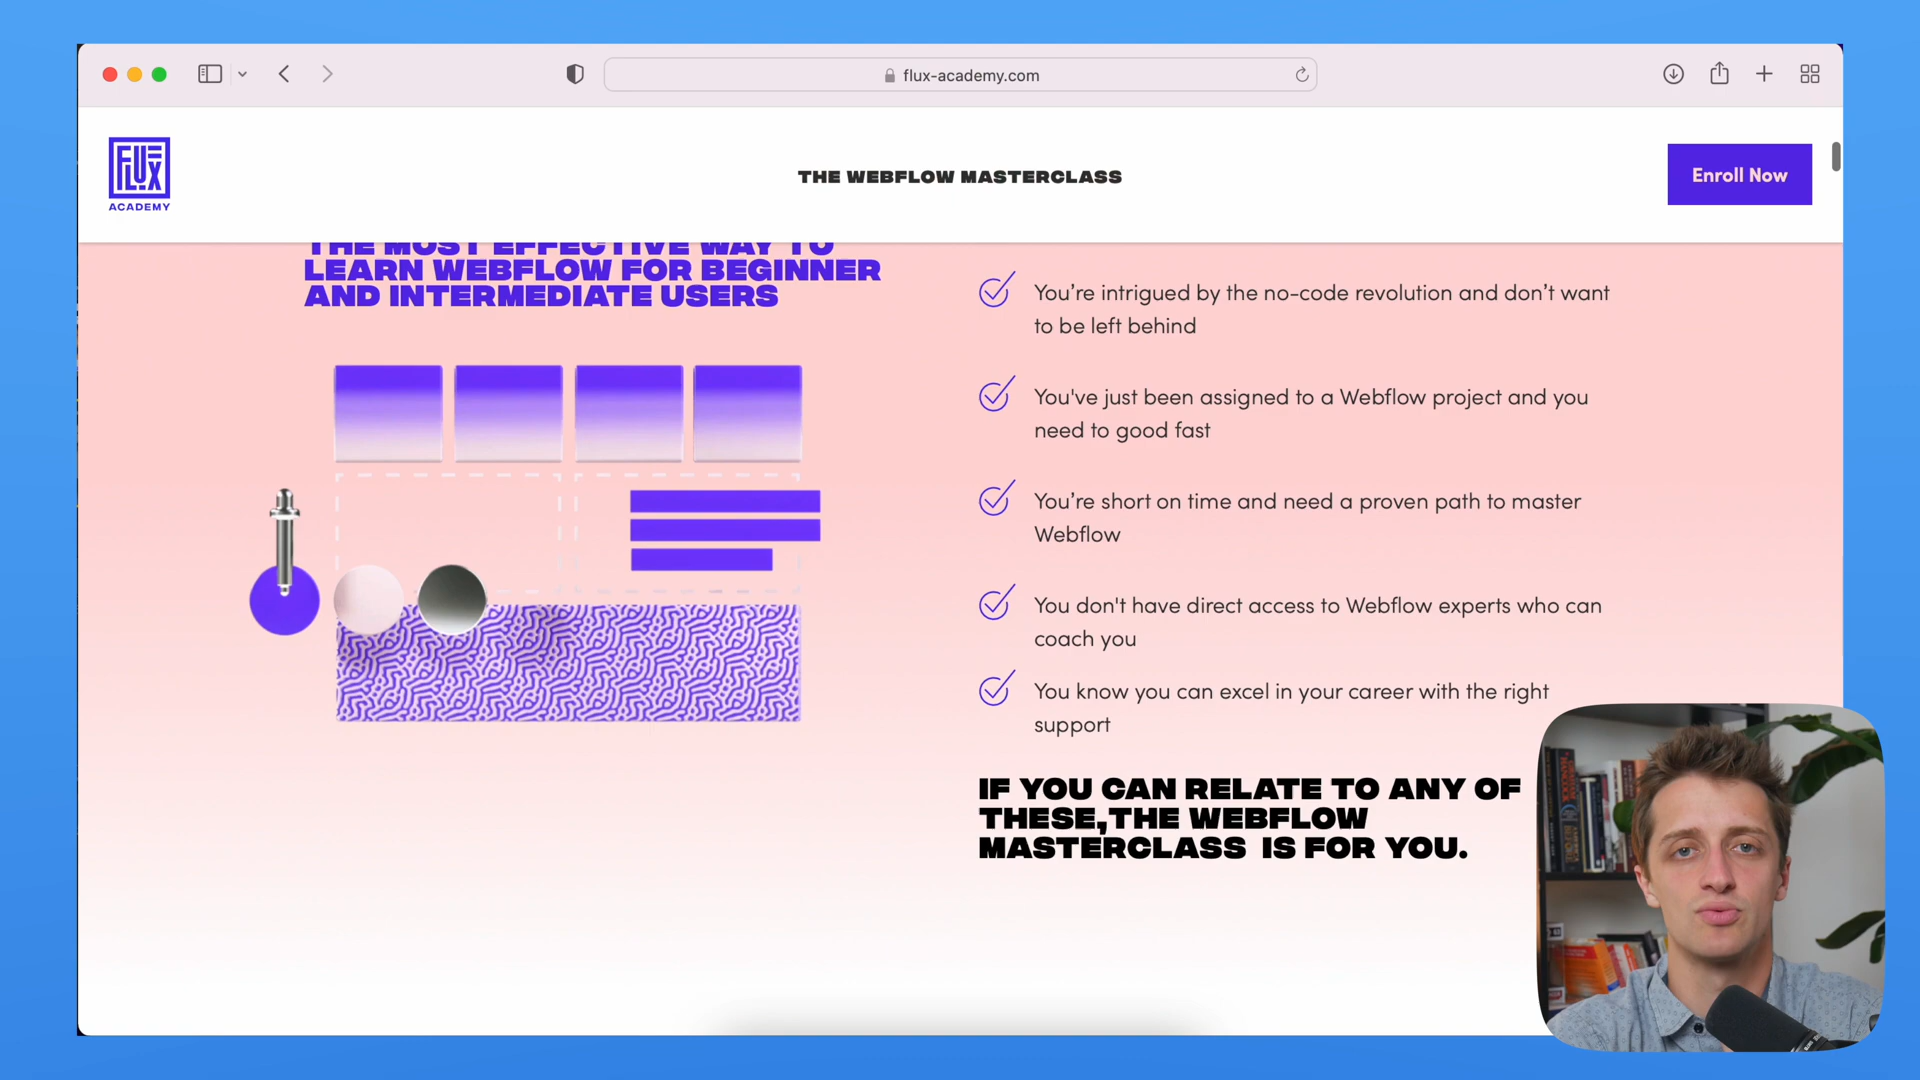 flux-academy.com
FLUX
ACADEMY
THE WEBFLOW MASTERCLASS
Enroll Now
THE MOST EFFECTIVE WAY TO
LEARN WEBFLOW FOR BEGINNER
AND INTERMEDIATE USERS
You’re intrigued by the no-code revolution and don’t want
to be left behind
You've just been assigned to a Webflow project and you
need to good fast
You’re short on time and need a proven path to master
Webflow
You don't have direct access to Webflow experts who can
coach you
You know you can excel in your career with the right
support
IF YOU CAN RELATE TO ANY OF
THESE,THE WEBFLOW
MASTERCLASS IS FOR YOU.